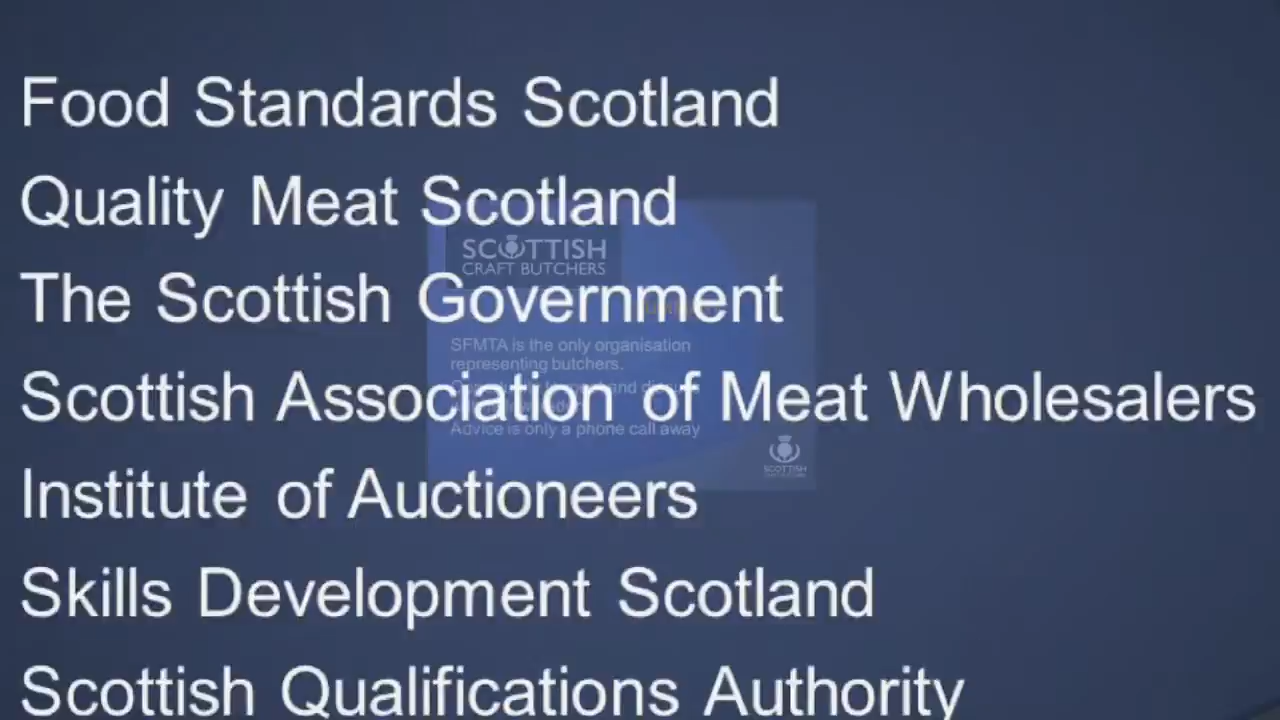 Food Standards Scotland
Quality Meat Scotland
SCOTTISH
CRAFT BUTCHERS
The Scottish Government
SFMTA is the only organisation
representing butchers.
and
Scottish Association of Meat Wholesalers
Advice is only a phone call away
SCOTTISH
Institute of Auctioneers
Skills Development Scotland
Scottish Qualifications Authority